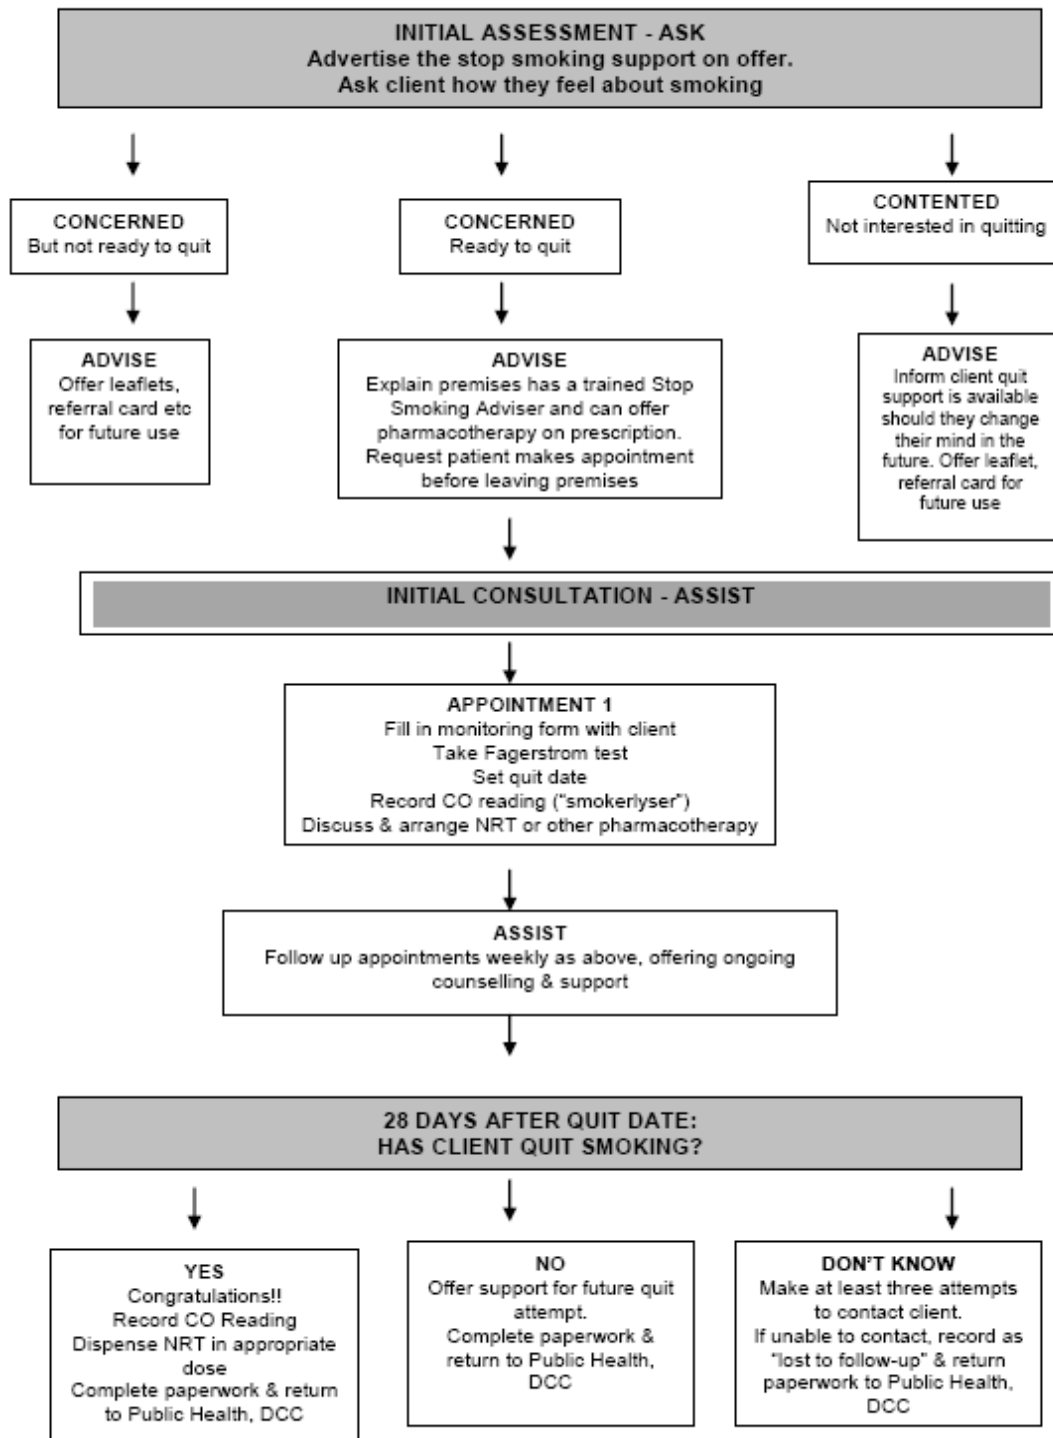 INITIAL ASSESSMENT - ASK
Advertise the stop smoking support on offer.
Ask client how they feel about smoking
CONCERNED
But not ready to quit
CONCERNED
Ready to quit
CONTENTED
Not interested in quitting
ADVISE
Offer leaflets,
referral card etc
for future use
ADVISE
Explain premises has a trained Stop
Smoking Adviser and can offer
pharmacotherapy on prescription.
Request patient makes appointment
before leaving premises
ADVISE
Inform client quit
support is available
should they change
their mind in the
future. Offer leaflet,
referral card for
future use
INITIAL CONSULTATION - ASSIST
APPOINTMENT 1
Fill in monitoring form with client
Take Fagerstrom test
Set quit date
Record CO reading ("smokerlyser")
Discuss & arrange NRT or other pharmacotherapy
ASSIST
Follow up appointments weekly as above, offering ongoing
counselling & support
28 DAYS AFTER QUIT DATE:
HAS CLIENT QUIT SMOKING?
YES
Congratulations!!
Record CO Reading
Dispense NRT in appropriate
dose
Complete paperwork & return
to Public Health, DCC
NO
Offer support for future quit
attempt.
Complete paperwork &
return to Public Health,
DCC
DON'T KNOW
Make at least three attempts
to contact client.
If unable to contact, record as
"lost to follow-up" & return
paperwork to Public Health,
DCC